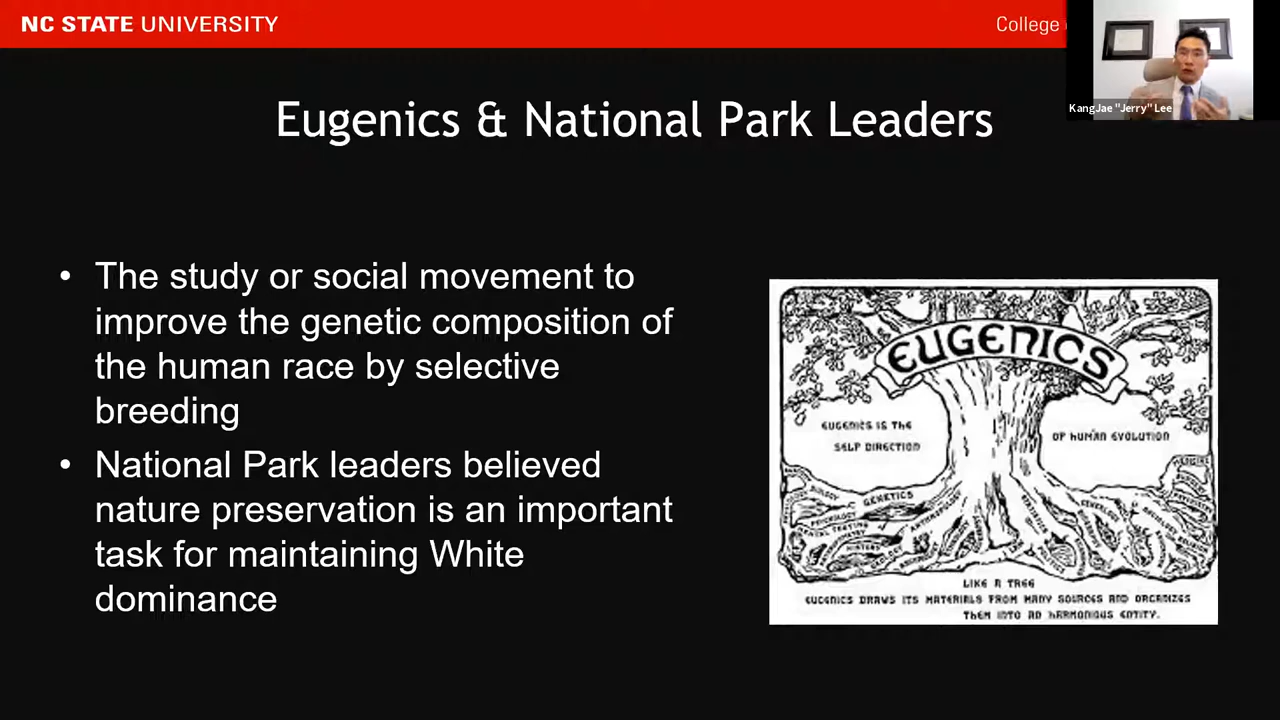 NC STATE UNIVERSITY
College
KangJae "Jerry" Lee
Eugenics & National Park Leaders
• The study or social movement to
improve the genetic composition of
the human race by selective
breeding
• National Park leaders believed
nature preservation is an important
task for maintaining White
dominance
EUGENICS
EUGENICS IS THE
SELF DIRECTION
OF HUMAN EVOLUTION
GENETICS
LIKE A TREE
EUGENICS DRAWS ITS MATERIALS FROM MANY SOURCES AND ORGANIZES
THEM INTO AN HARMONIOUS ENTITY.